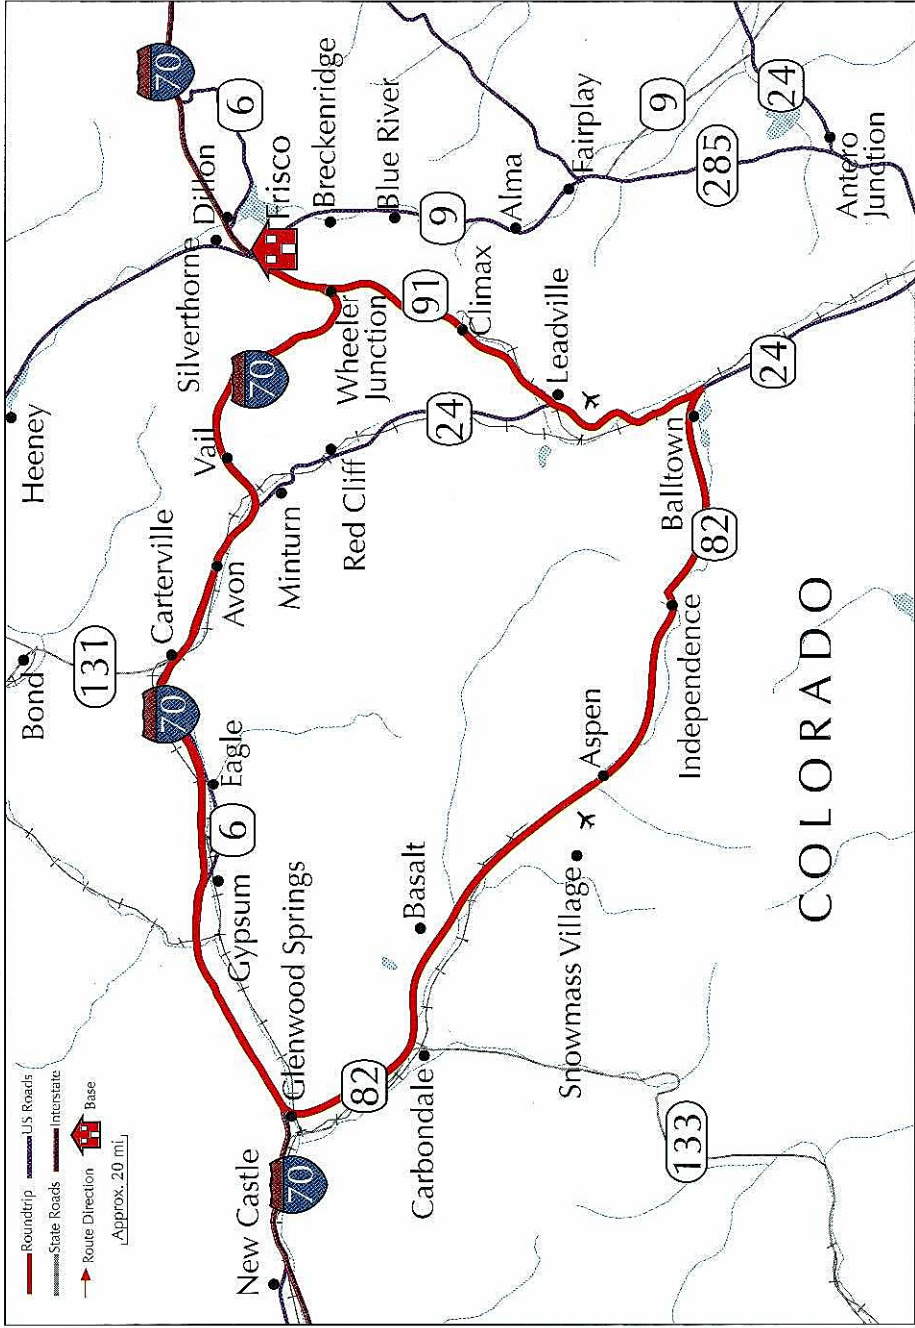 Roundtrip
US Roads
State Roads
Interstate
Route Direction
Base
Approx. 20 mi
Bond
Heeney
131
Carterville
70
70
Silverthorne
Dillon
Vail
Avon
Eagle
6
6
Gypsum
New Castle
70
Frisco
Minturn
Glenwood Springs
70
Breckenridge
Wheeler
Junction
Red Cliff
82
Blue River
Basalt
Carbondale
91
9
24
Climax
Alma
Leadville
Snowmass Village
Fairplay
Aspen
9
Balltown
133
Independence
82
285
24
24
COLORADO
Antero
Junction